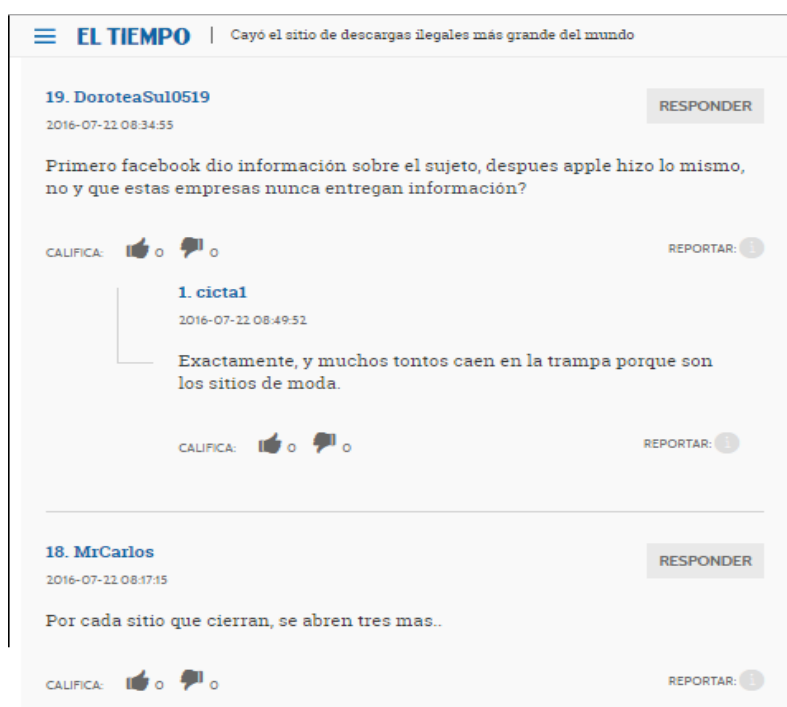 EL TIEMPO | Cayó el sitio de descargas ilegales más grande del mundo
19. DoroteaSul0519
RESPONDER
2016-07-22 08:34:55
Primero facebook dio información sobre el sujeto, despues apple hizo lo mismo,
no y que estas empresas nunca entregan información?
CALIFICA: 0 0 REPORTAR: i
1. cicta1
2016-07-22 08:49:52
Exactamente, y muchos tontos caen en la trampa porque son
los sitios de moda.
CALIFICA: 0 0 REPORTAR: i
18. MrCarlos
RESPONDER
2016-07-22 08:17:15
Por cada sitio que cierran, se abren tres mas..
CALIFICA: 0 0 REPORTAR: i